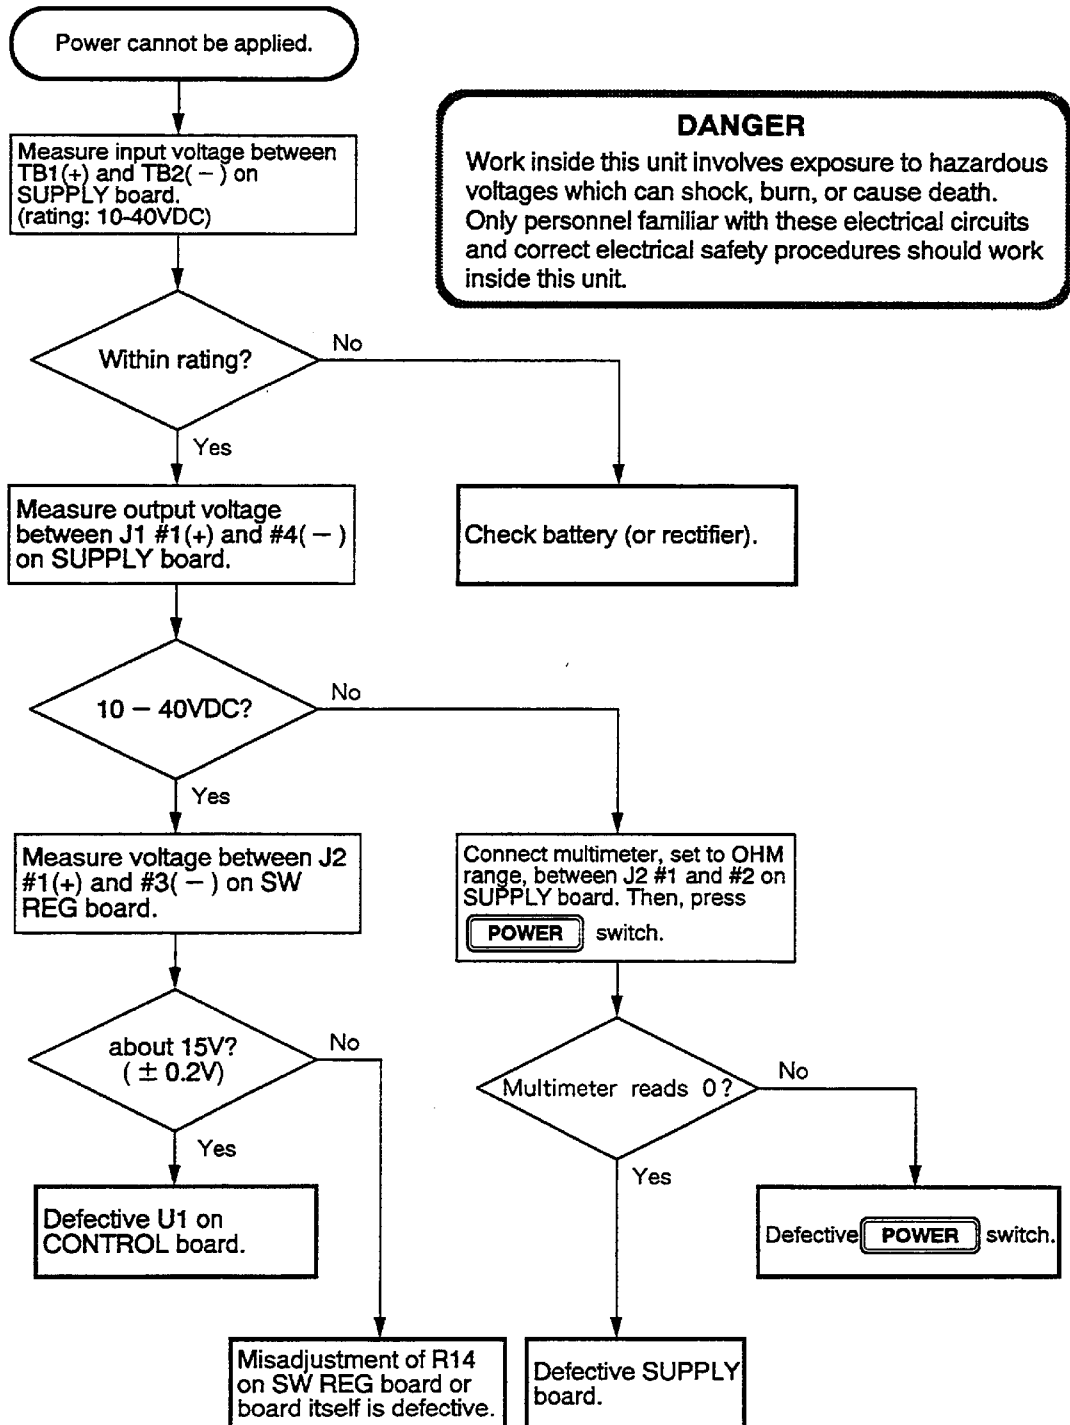 Power cannot be applied.
Measure input voltage between
TB1(+) and TB2( − ) on
SUPPLY board.
(rating: 10-40VDC)
DANGER
Work inside this unit involves exposure to hazardous
voltages which can shock, burn, or cause death.
Only personnel familiar with these electrical circuits
and correct electrical safety procedures should work
inside this unit.
Within rating?
No
Yes
Measure output voltage
between J1 #1(+) and #4( − )
on SUPPLY board.
Check battery (or rectifier).
10 − 40VDC?
No
Yes
Measure voltage between J2
#1(+) and #3( − ) on SW
REG board.
Connect multimeter, set to OHM
range, between J2 #1 and #2 on
SUPPLY board. Then, press
POWER switch.
about 15V?
( ± 0.2V)
No
Yes
Multimeter reads 0?
No
Yes
Defective U1 on
CONTROL board.
Defective POWER switch.
Misadjustment of R14
on SW REG board or
board itself is defective.
Defective SUPPLY
board.